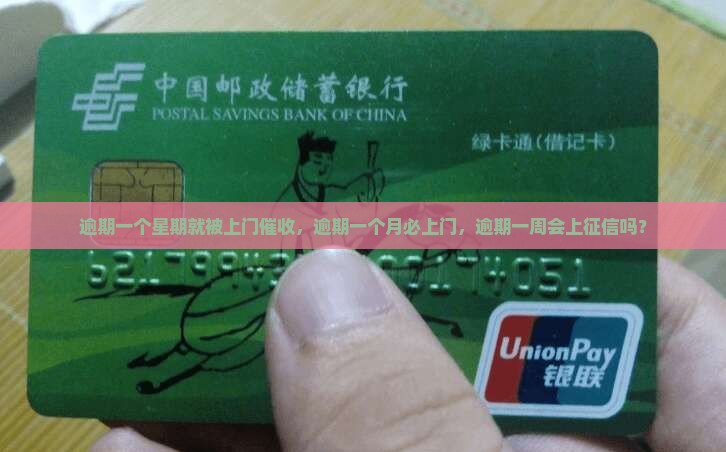 中国邮政储蓄银行
POSTAL SAVINGS BANK OF CHINA
绿卡通(借记卡)
逾期一个星期就被上门催收，逾期一个月必上门，逾期一周会上征信吗？
UnionPay
银联